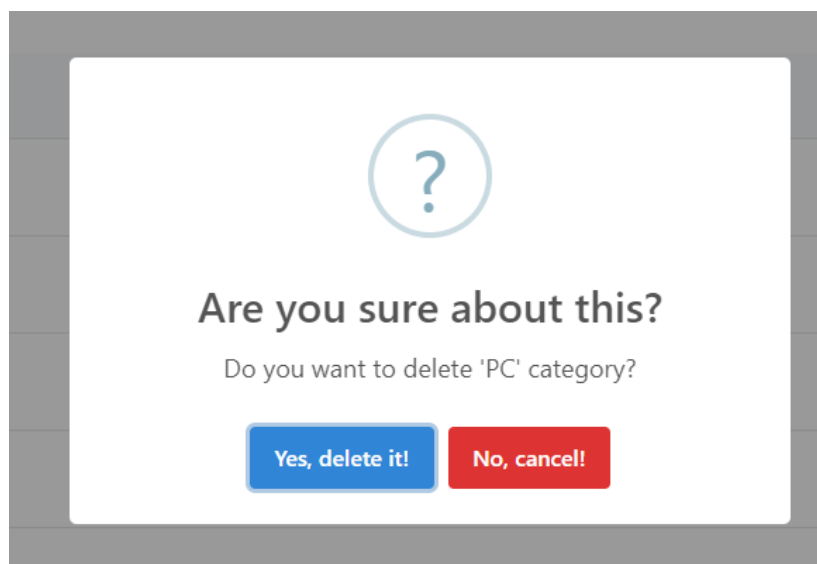 ?
Are you sure about this?
Do you want to delete 'PC' category?
Yes, delete it! No, cancel!